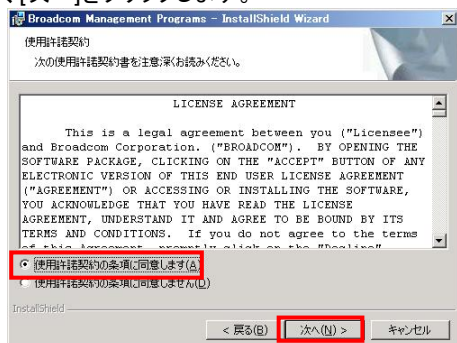 [次へ]をクリックします。
Broadcom Management Programs - InstallShield Wizard
使用許諾契約
次の使用許諾契約書を注意深くお読みください。
LICENSE AGREEMENT
This is a legal agreement between you ("Licensee")
and Broadcom Corporation. ("BROADCOM"). BY OPENING THE
SOFTWARE PACKAGE, CLICKING ON THE "ACCEPT" BUTTON OF ANY
ELECTRONIC VERSION OF THIS END USER LICENSE AGREEMENT
("AGREEMENT") OR ACCESSING OR INSTALLING THE SOFTWARE,
YOU ACKNOWLEDGE THAT YOU HAVE READ THE LICENSE
AGREEMENT, UNDERSTAND IT AND AGREE TO BE BOUND BY ITS
TERMS AND CONDITIONS. If you do not agree to the terms
of this Agreement, promptly click on the "Decline"
使用許諾契約の条項に同意します(A)
使用許諾契約の条項に同意しません(D)
InstallShield
< 戻る(B)
次へ(N) >
キャンセル